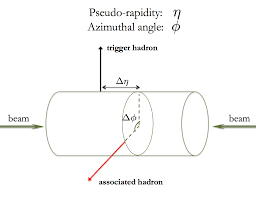 Pseudo-rapidity: η
Azimuthal angle: ϕ
trigger hadron
Δη
beam
Δϕ
beam
associated hadron